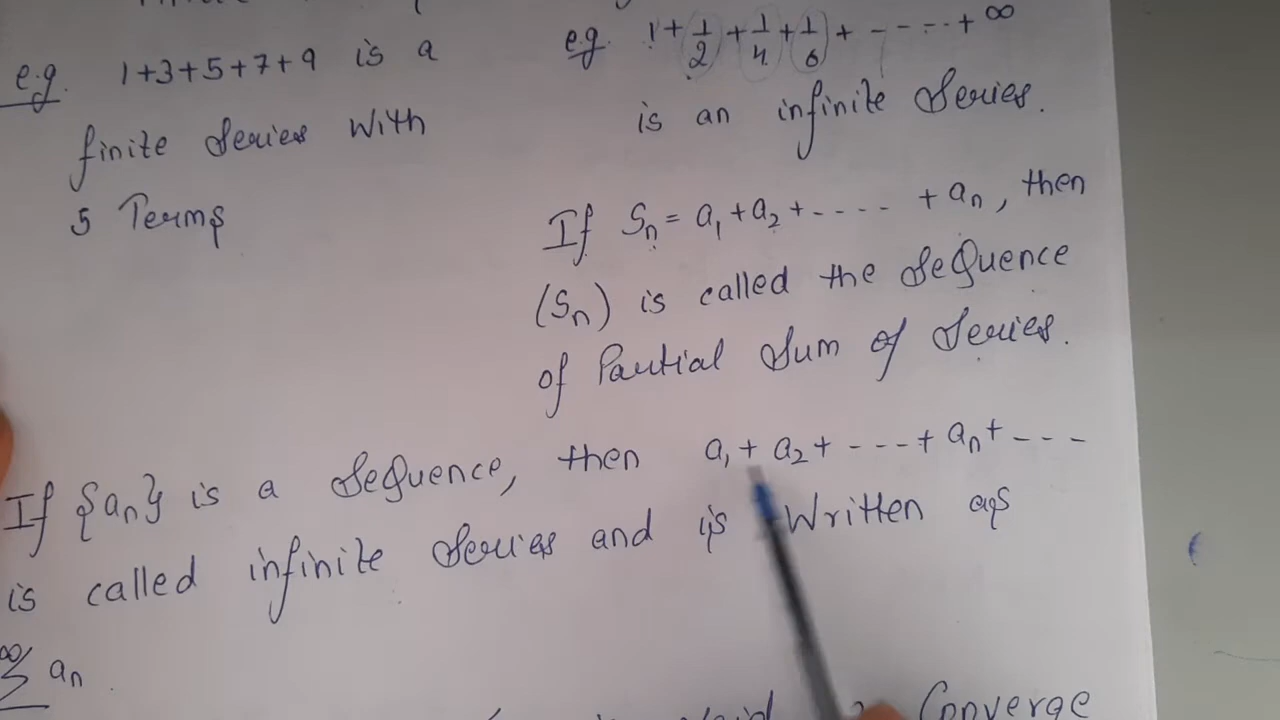 e.g. 1+3+5+7+9 is a
finite Series With
5 Terms
e.g. 1 + 1/2 + 1/4 + 1/6 + - - - .. + ∞
is an infinite Series.
If Sn = a1 + a2 + - - - - + an, then
(Sn) is called the Sequence
of Partial Sum of Series.
If {an} is a Sequence, then a1 + a2 + - - - + an + - - -
is called infinite Series and is Written as
∞ Σ an
Converge